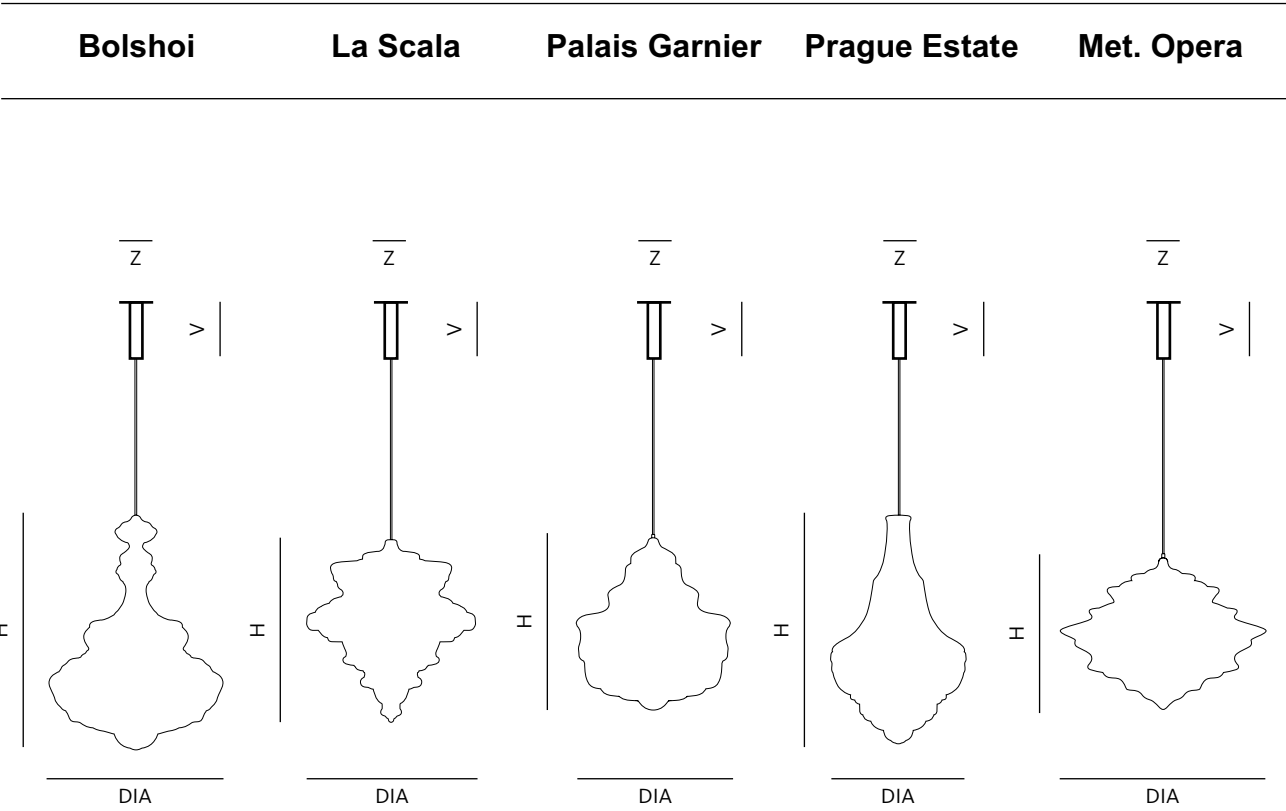 Bolshoi La Scala Palais Garnier Prague Estate Met. Opera
Z Z Z Z Z
V V V V V
H H H H H
DIA DIA DIA DIA DIA